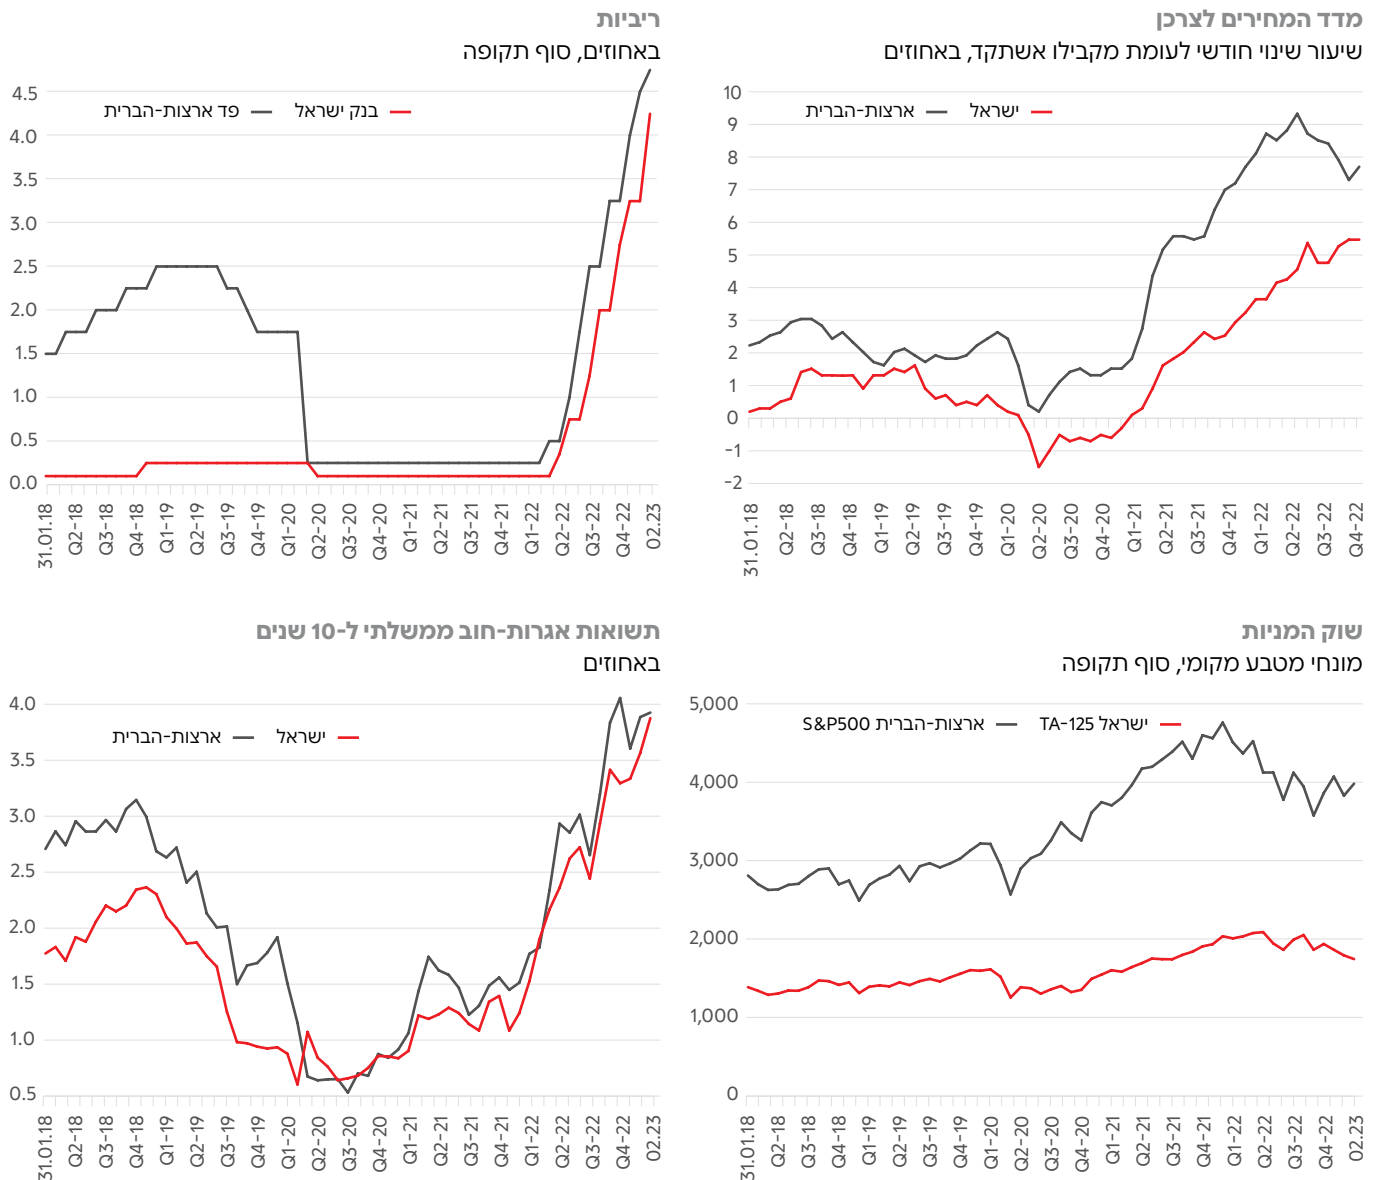 מדד המחירים לצרכן
שיעור שינוי חודשי לעומת מקבילו אשתקד, באחוזים
ישראל
ארצות-הברית
10
9
8
7
6
5
4
3
2
1
0
-1
-2
31.01.18
Q2-18
Q3-18
Q4-18
Q1-19
Q2-19
Q3-19
Q4-19
Q1-20
Q2-20
Q3-20
Q4-20
Q1-21
Q2-21
Q3-21
Q4-21
Q1-22
Q2-22
Q3-22
Q4-22
ריביות
באחוזים, סוף תקופה
בנק ישראל
פד ארצות-הברית
4.5
4.0
3.5
3.0
2.5
2.0
1.5
1.0
0.5
0.0
31.01.18
Q2-18
Q3-18
Q4-18
Q1-19
Q2-19
Q3-19
Q4-19
Q1-20
Q2-20
Q3-20
Q4-20
Q1-21
Q2-21
Q3-21
Q4-21
Q1-22
Q2-22
Q3-22
Q4-22
02.23
שוק המניות
מונחי מטבע מקומי, סוף תקופה
ישראל TA-125
ארצות-הברית S&P500
5,000
4,000
3,000
2,000
1,000
0
31.01.18
Q2-18
Q3-18
Q4-18
Q1-19
Q2-19
Q3-19
Q4-19
Q1-20
Q2-20
Q3-20
Q4-20
Q1-21
Q2-21
Q3-21
Q4-21
Q1-22
Q2-22
Q3-22
Q4-22
02.23
תשואות אגרות-חוב ממשלתי ל-10 שנים
באחוזים
ישראל
ארצות-הברית
4.0
3.5
3.0
2.5
2.0
1.5
1.0
0.5
31.01.18
Q2-18
Q3-18
Q4-18
Q1-19
Q2-19
Q3-19
Q4-19
Q1-20
Q2-20
Q3-20
Q4-20
Q1-21
Q2-21
Q3-21
Q4-21
Q1-22
Q2-22
Q3-22
Q4-22
02.23